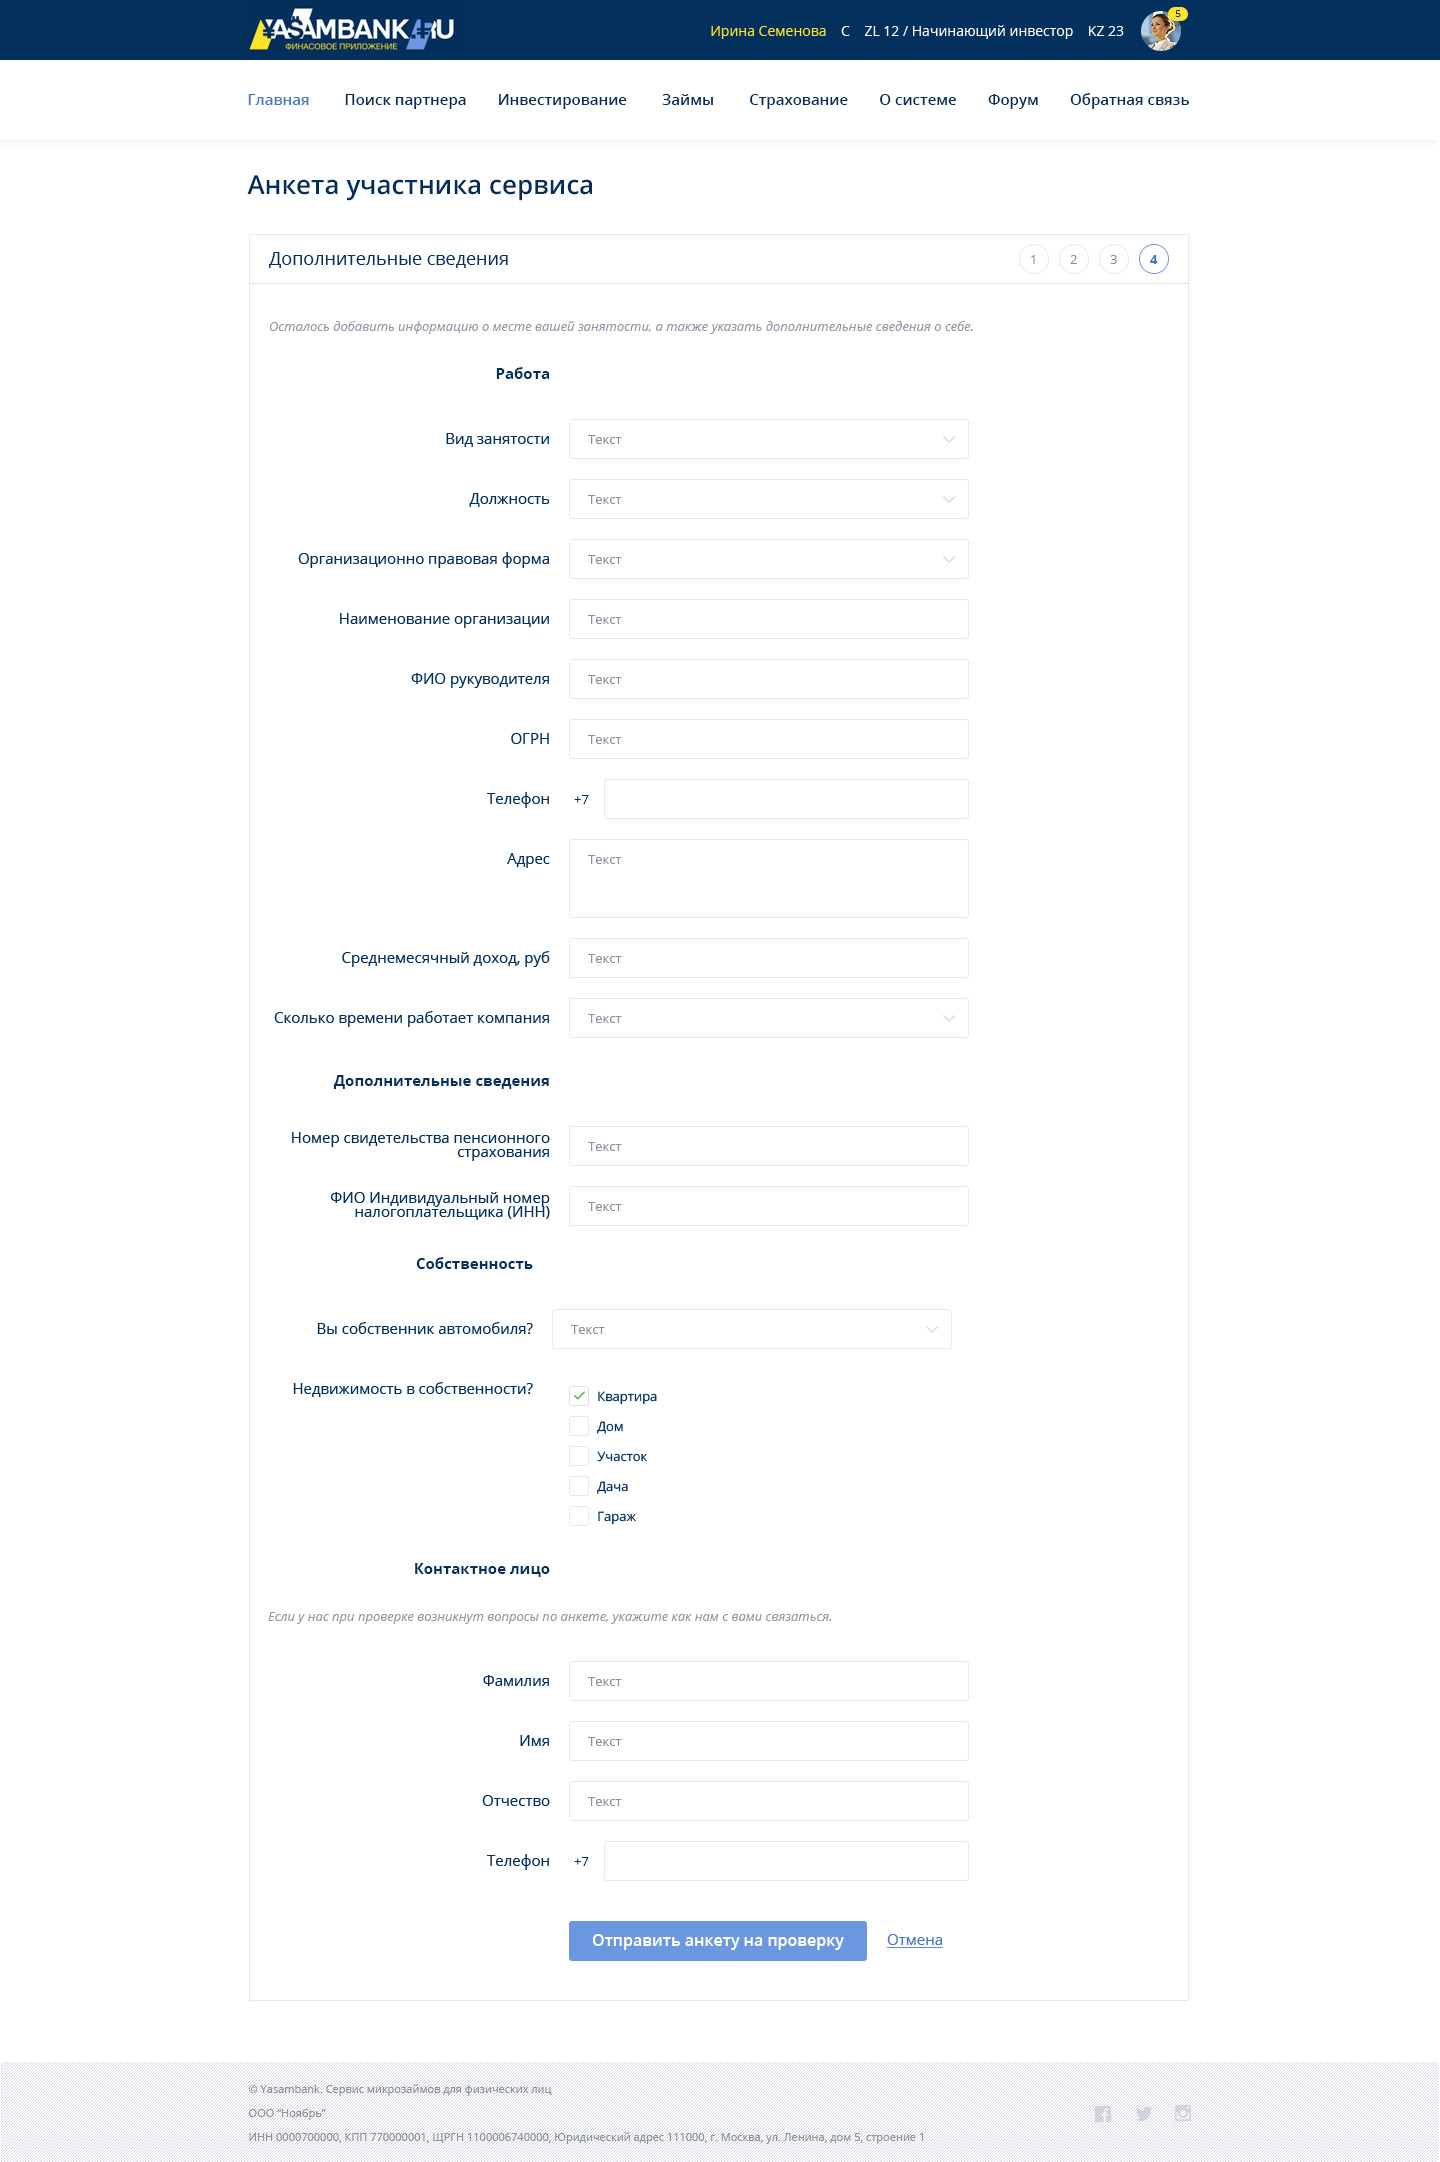 YASAMBANK.RU
ФИНАСОВОЕ ПРИЛОЖЕНИЕ
Ирина Семенова С ZL 12 / Начинающий инвестор KZ 23 5
Главная Поиск партнера Инвестирование Займы Страхование О системе Форум Обратная связь
Анкета участника сервиса
Дополнительные сведения 1 2 3 4
Осталось добавить информацию о месте вашей занятости, а также указать дополнительные сведения о себе.
Работа
Вид занятости Текст
Должность Текст
Организационно правовая форма Текст
Наименование организации Текст
ФИО рукуводителя Текст
ОГРН Текст
Телефон +7
Адрес Текст
Среднемесячный доход, руб Текст
Сколько времени работает компания Текст
Дополнительные сведения
Номер свидетельства пенсионного
страхования
Текст
ФИО Индивидуальный номер
налогоплательщика (ИНН)
Текст
Собственность
Вы собственник автомобиля? Текст
Недвижимость в собственности?
Квартира
Дом
Участок
Дача
Гараж
Контактное лицо
Если у нас при проверке возникнут вопросы по анкете, укажите как нам с вами связаться.
Фамилия Текст
Имя Текст
Отчество Текст
Телефон +7
Отправить анкету на проверку Отмена
© Yasambank. Сервис микрозаймов для физических лиц
ООО “Ноябрь”
ИНН 0000700000, КПП 770000001, ЩРГН 1100006740000, Юридический адрес 111000, г. Москва, ул. Ленина, дом 5, строение 1